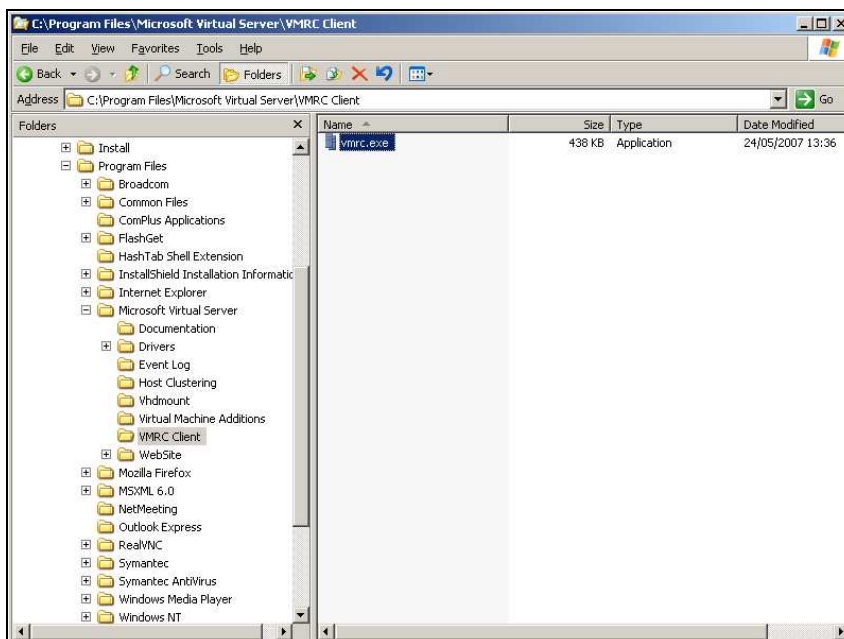 C:\Program Files\Microsoft Virtual Server\VMRC Client
File Edit View Favorites Tools Help
Back Search Folders
Address C:\Program Files\Microsoft Virtual Server\VMRC Client Go
Folders
Name Size Type Date Modified
vmrc.exe 438 KB Application 24/05/2007 13:36
Install
Program Files
Broadcom
Common Files
ComPlus Applications
FlashGet
HashTab Shell Extension
InstallShield Installation Informatic
Internet Explorer
Microsoft Virtual Server
Documentation
Drivers
Event Log
Host Clustering
Vhdmount
Virtual Machine Additions
VMRC Client
WebSite
Mozilla Firefox
MSXML 6.0
NetMeeting
Outlook Express
RealVNC
Symantec
Symantec AntiVirus
Windows Media Player
Windows NT